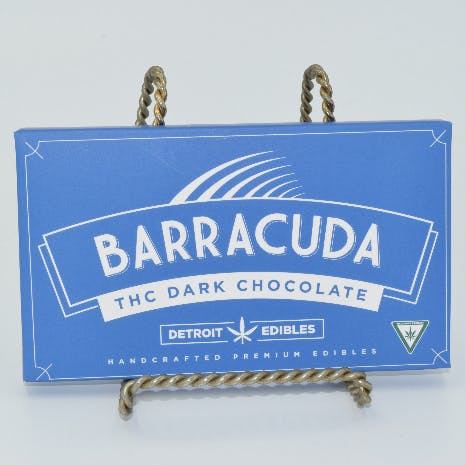 BARRACUDA
THC DARK CHOCOLATE
DETROIT EDIBLES
HANDCRAFTED PREMIUM EDIBLES